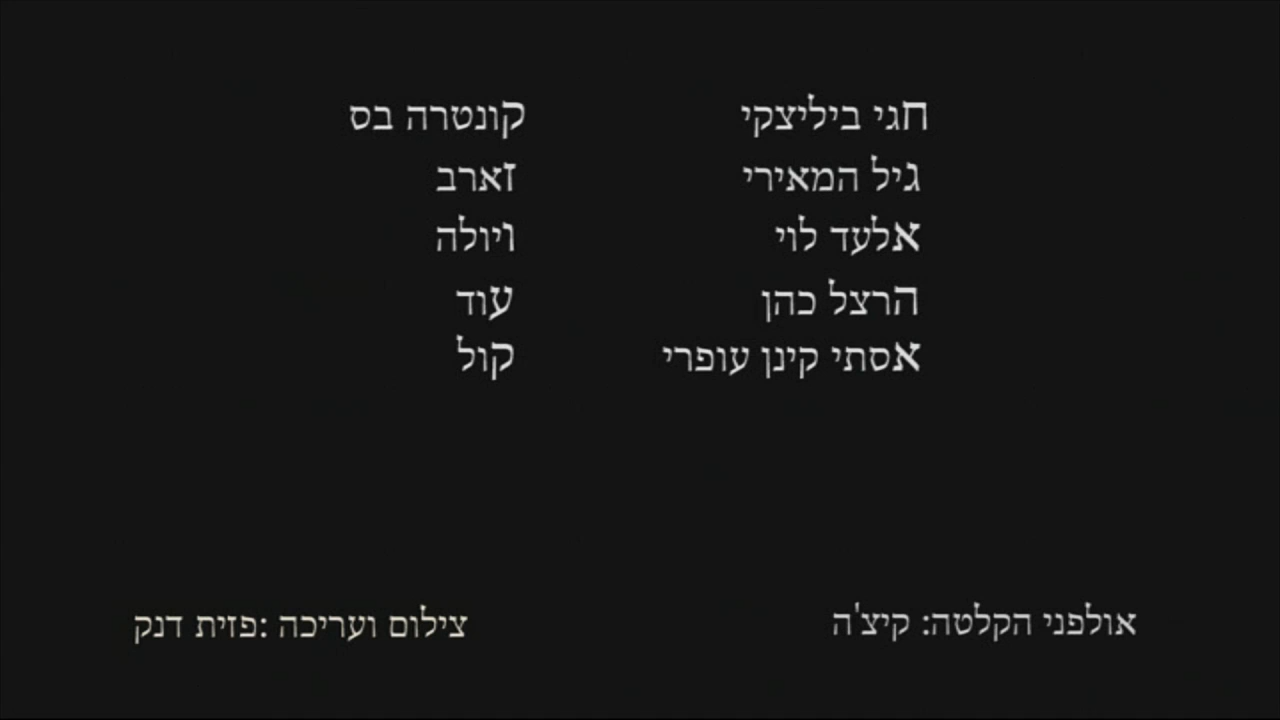 חגי ביליצקי קונטרה בס
גיל המאירי זארב
אלעד לוי ויולה
הרצל כהן עוד
אסתי קינן עופרי קול
אולפני הקלטה: קיצ'ה צילום ועריכה :פזית דנק